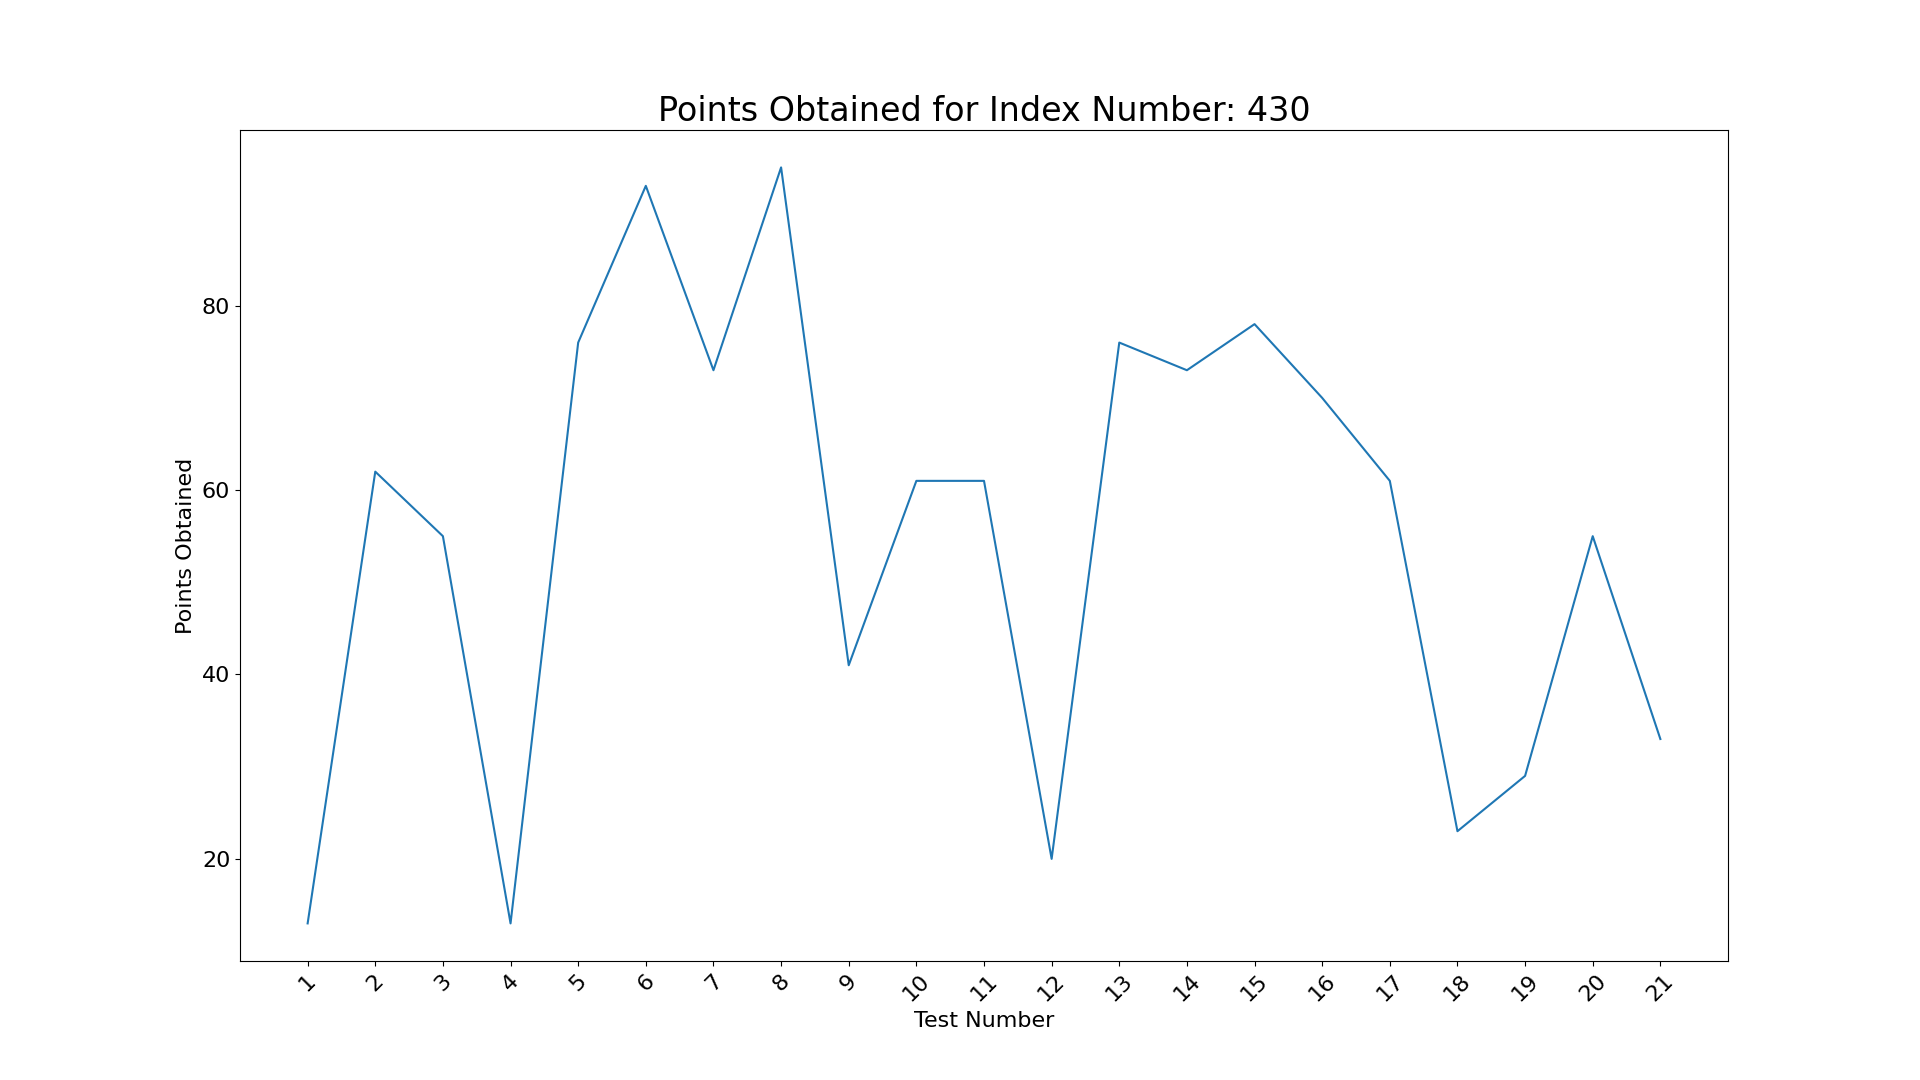 Points Obtained for Index Number: 430
Points Obtained
80
60
40
20
1 2 3 4 5 6 7 8 9 10 11 12 13 14 15 16 17 18 19 20 21
Test Number